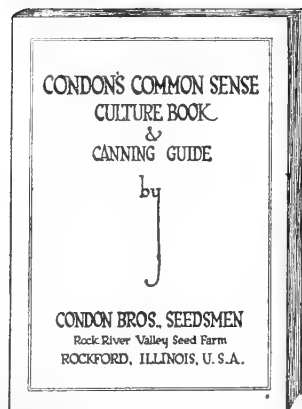 CONDON'S COMMON SENSE
CULTURE BOOK
&
CANNING GUIDE
by
CONDON BROS., SEEDSMEN
Rock River Valley Seed Farm
ROCKFORD, ILLINOIS, U.S.A.